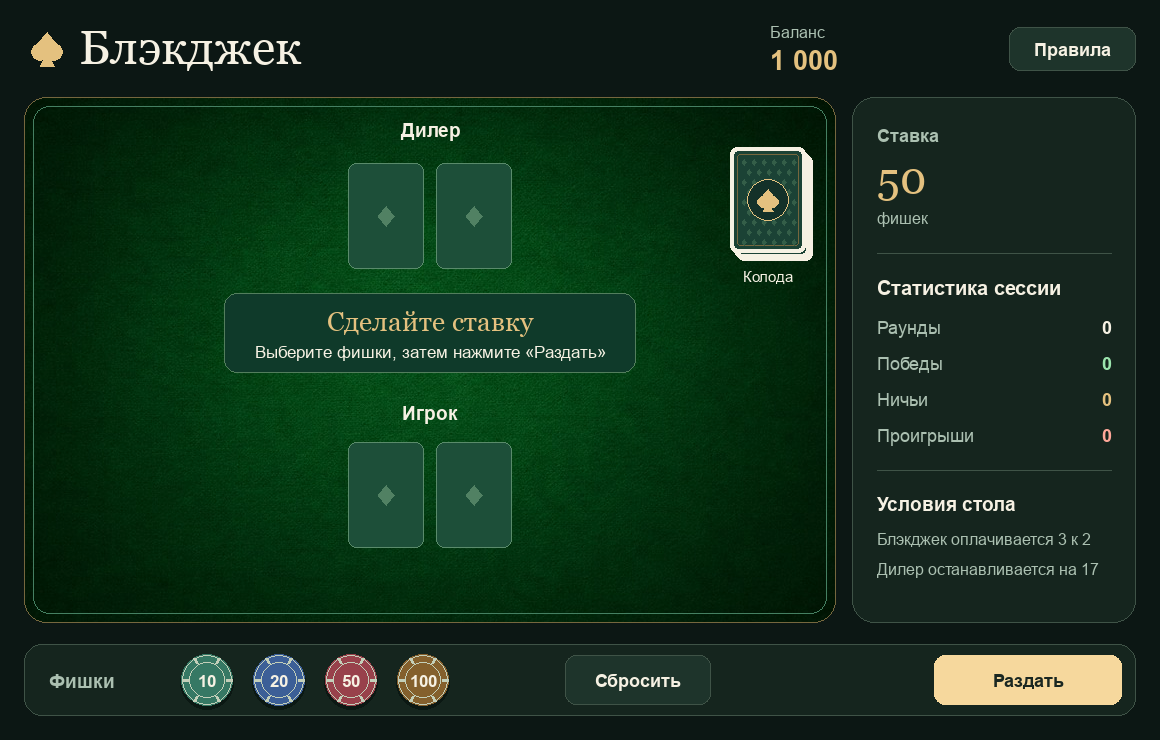 Блэкджек
Баланс
1 000
Правила
Дилер
Колода
Сделайте ставку
Выберите фишки, затем нажмите «Раздать»
Игрок
Ставка
50
фишек
Статистика сессии
Раунды 0
Победы 0
Ничьи 0
Проигрыши 0
Условия стола
Блэкджек оплачивается 3 к 2
Дилер останавливается на 17
Фишки
10
20
50
100
Сбросить
Раздать